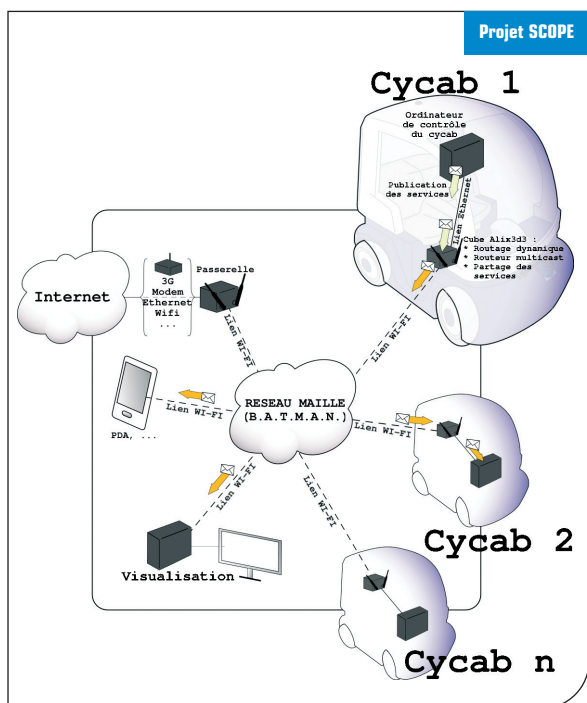 Projet SCOPE
Cycab 1
Ordinateur
de contrôle
du cycab
Publication
des services
Lien Ethernet
Cube Alix3d3 :
* Routage dynamique
* Routeur multicast
* Partage des
services
Internet
3G
Modem
Ethernet
Wifi
...
Passerelle
Lien WI-FI
Lien WI-FI
RESEAU MAILLE
(B.A.T.M.A.N.)
Lien WI-FI
PDA, ...
Lien WI-FI
Lien WI-FI
Visualisation
Lien WI-FI
Cycab 2
Cycab n